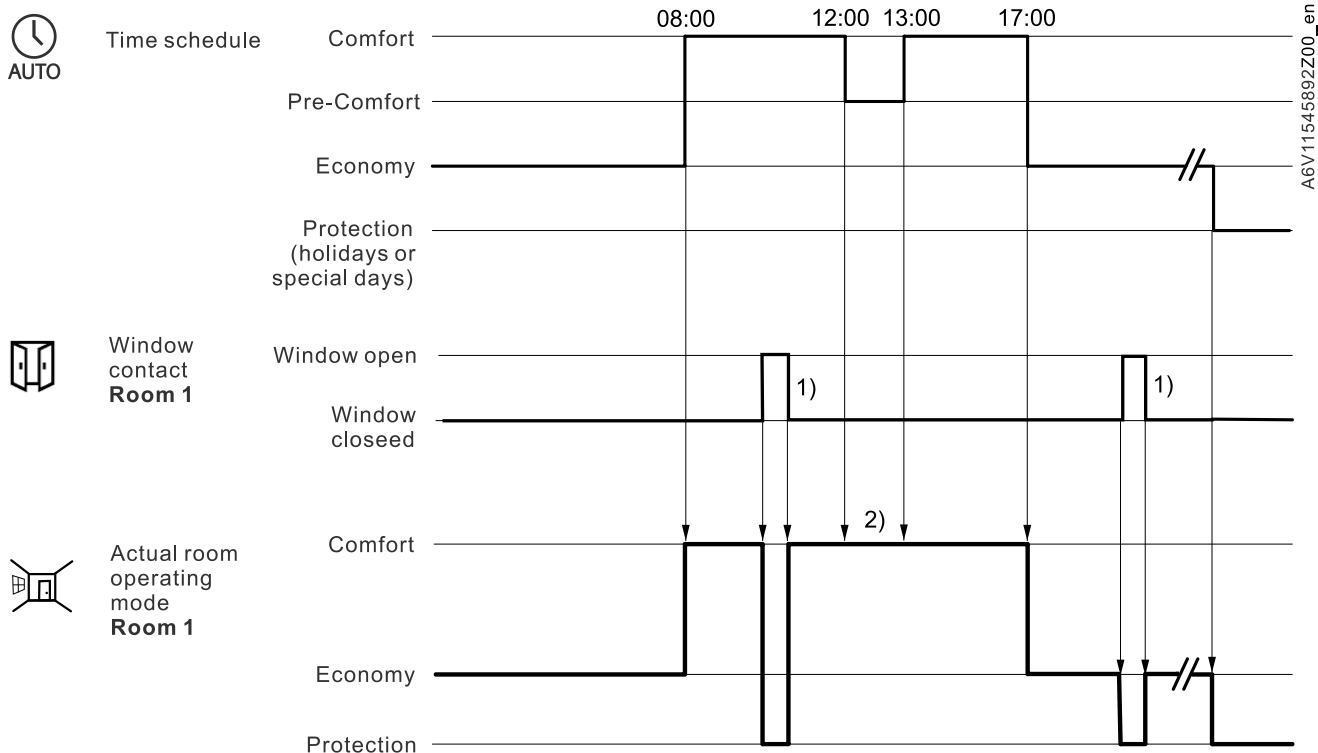 08:00 12:00 13:00 17:00
AUTO
Time schedule
Comfort
Pre-Comfort
Economy
Protection
(holidays or
special days)
A6V11545892Z00_en
Window
contact
Room 1
Window open
1)
1)
Window
closeed
Actual room
operating
mode
Room 1
2)
Comfort
Economy
Protection